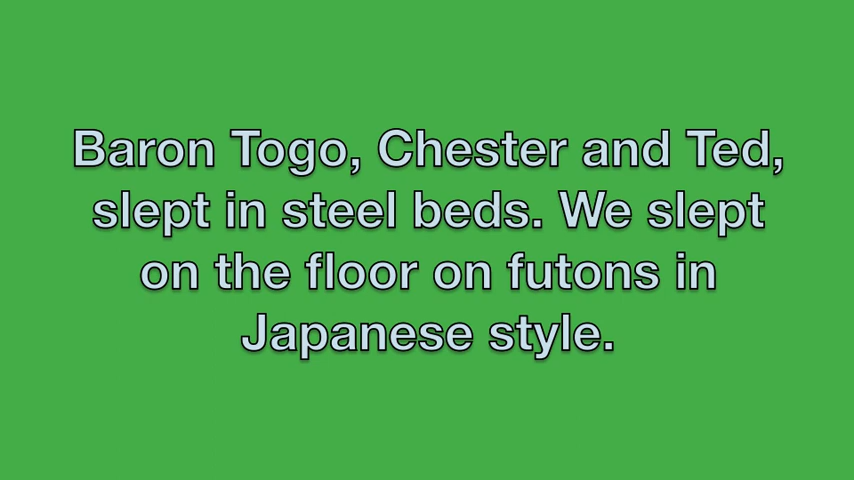 Baron Togo, Chester and Ted,
slept in steel beds. We slept
on the floor on futons in
Japanese style.